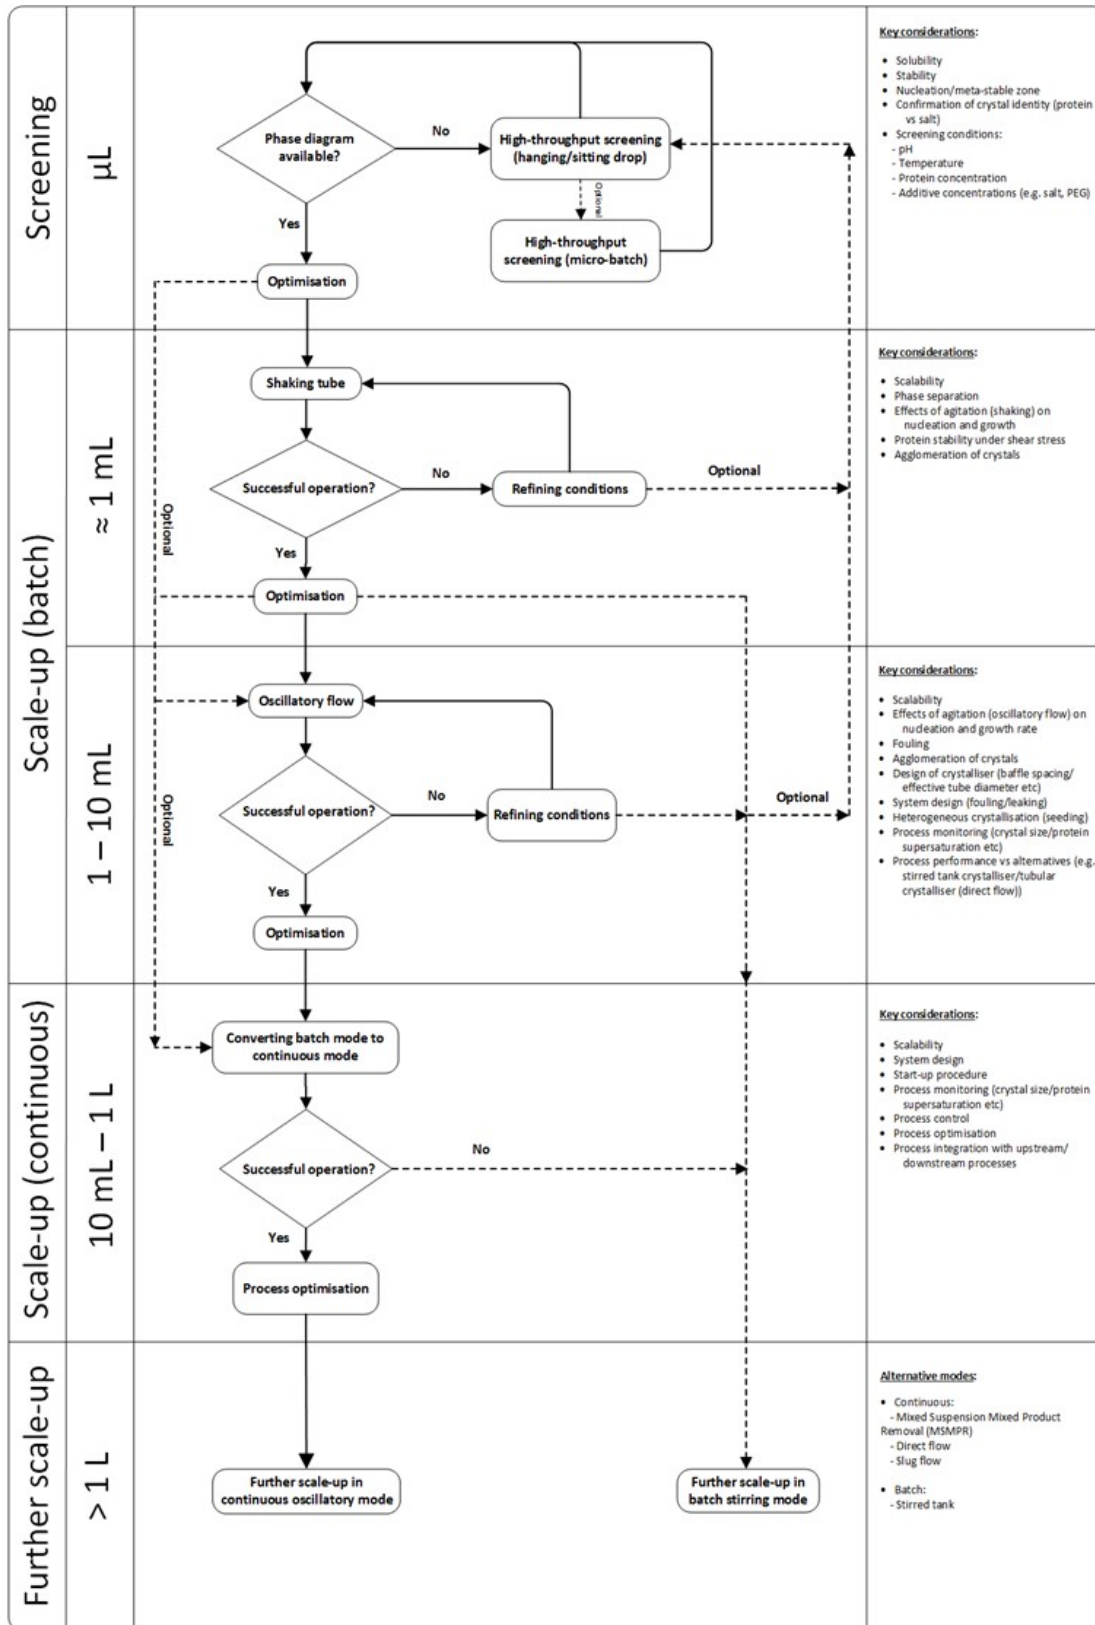 Screening
µL
Phase diagram
available?
No
Yes
High-throughput screening
(hanging/sitting drop)
Optional
High-throughput
screening (micro-batch)
Optimisation
Key considerations:
• Solubility
• Stability
• Nucleation/meta-stable zone
• Confirmation of crystal identity (protein
vs salt)
• Screening conditions:
- pH
- Temperature
- Protein concentration
- Additive concentrations (e.g. salt, PEG)
Scale-up (batch)
≈ 1 mL
Shaking tube
Successful operation?
No
Refining conditions
Optional
Yes
Optional
Optimisation
Key considerations:
• Scalability
• Phase separation
• Effects of agitation (shaking) on
nucleation and growth
• Protein stability under shear stress
• Agglomeration of crystals
1 – 10 mL
Oscillatory flow
Successful operation?
No
Refining conditions
Optional
Optional
Yes
Optimisation
Key considerations:
• Scalability
• Effects of agitation (oscillatory flow) on
nucleation and growth rate
• Fouling
• Agglomeration of crystals
• Design of crystalliser (baffle spacing/
effective tube diameter etc)
• System design (fouling/leaking)
• Heterogeneous crystallisation (seeding)
• Process monitoring (crystal size/protein
supersaturation etc)
• Process performance vs alternatives (e.g.
stirred tank crystalliser/tubular
crystalliser (direct flow))
Scale-up (continuous)
10 mL – 1 L
Converting batch mode to
continuous mode
Successful operation?
No
Yes
Process optimisation
Key considerations:
• Scalability
• System design
• Start-up procedure
• Process monitoring (crystal size/protein
supersaturation etc)
• Process control
• Process optimisation
• Process integration with upstream/
downstream processes
Further scale-up
> 1 L
Further scale-up in
continuous oscillatory mode
Further scale-up in
batch stirring mode
Alternative modes:
• Continuous:
- Mixed Suspension Mixed Product
Removal (MSMPR)
- Direct flow
- Slug flow
• Batch:
- Stirred tank